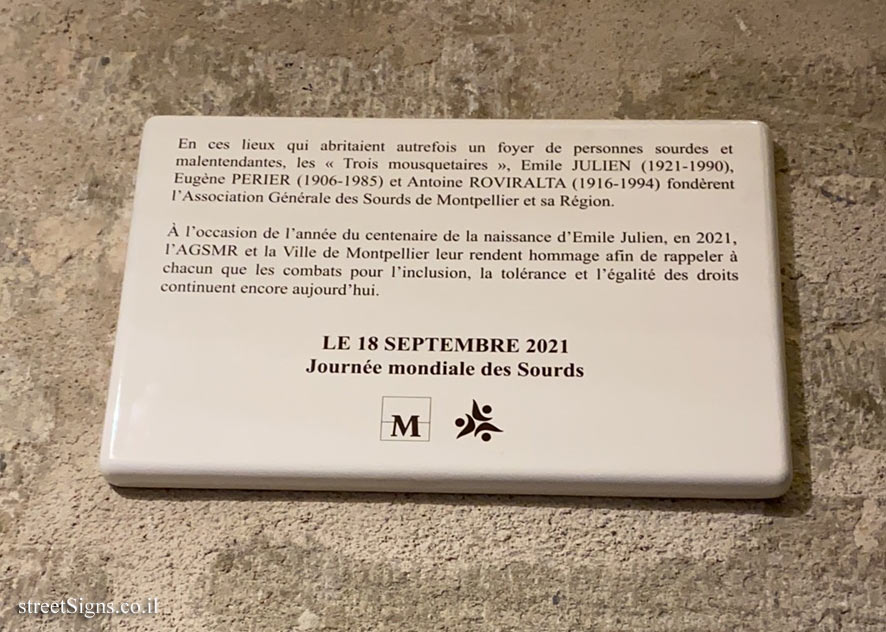 En ces lieux qui abritaient autrefois un foyer de personnes sourdes et
malentendantes, les « Trois mousquetaires », Emile JULIEN (1921-1990),
Eugène PERIER (1906-1985) et Antoine ROVIRALTA (1916-1994) fondèrent
l'Association Générale des Sourds de Montpellier et sa Région.
À l'occasion de l'année du centenaire de la naissance d'Emile Julien, en 2021,
l'AGSMR et la Ville de Montpellier leur rendent hommage afin de rappeler à
chacun que les combats pour l'inclusion, la tolérance et l'égalité des droits
continuent encore aujourd'hui.
LE 18 SEPTEMBRE 2021
Journée mondiale des Sourds
M
streetSigns.co.il